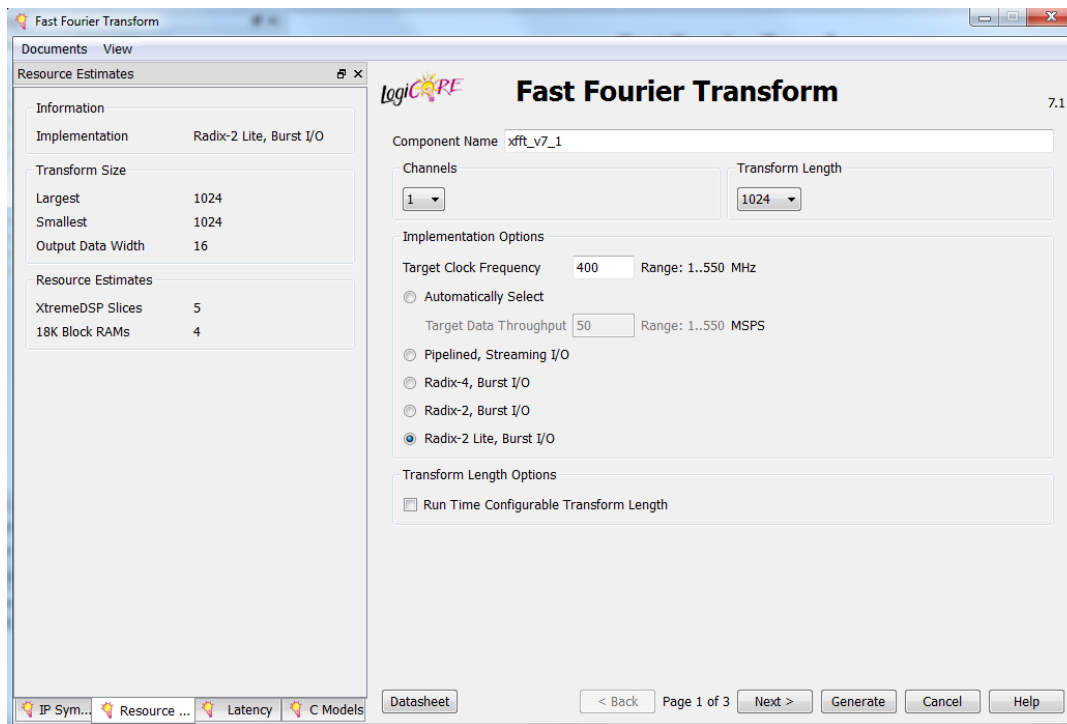 Fast Fourier Transform
Documents View
Resource Estimates
Information
Implementation Radix-2 Lite, Burst I/O
Transform Size
Largest 1024
Smallest 1024
Output Data Width 16
Resource Estimates
XtremeDSP Slices 5
18K Block RAMs 4
IP Sym... Resource ... Latency C Models
LogiCORE Fast Fourier Transform 7.1
Component Name xfft_v7_1
Channels Transform Length
1 1024
Implementation Options
Target Clock Frequency 400 Range: 1..550 MHz
Automatically Select
Target Data Throughput 50 Range: 1..550 MSPS
Pipelined, Streaming I/O
Radix-4, Burst I/O
Radix-2, Burst I/O
Radix-2 Lite, Burst I/O
Transform Length Options
Run Time Configurable Transform Length
Datasheet < Back Page 1 of 3 Next > Generate Cancel Help